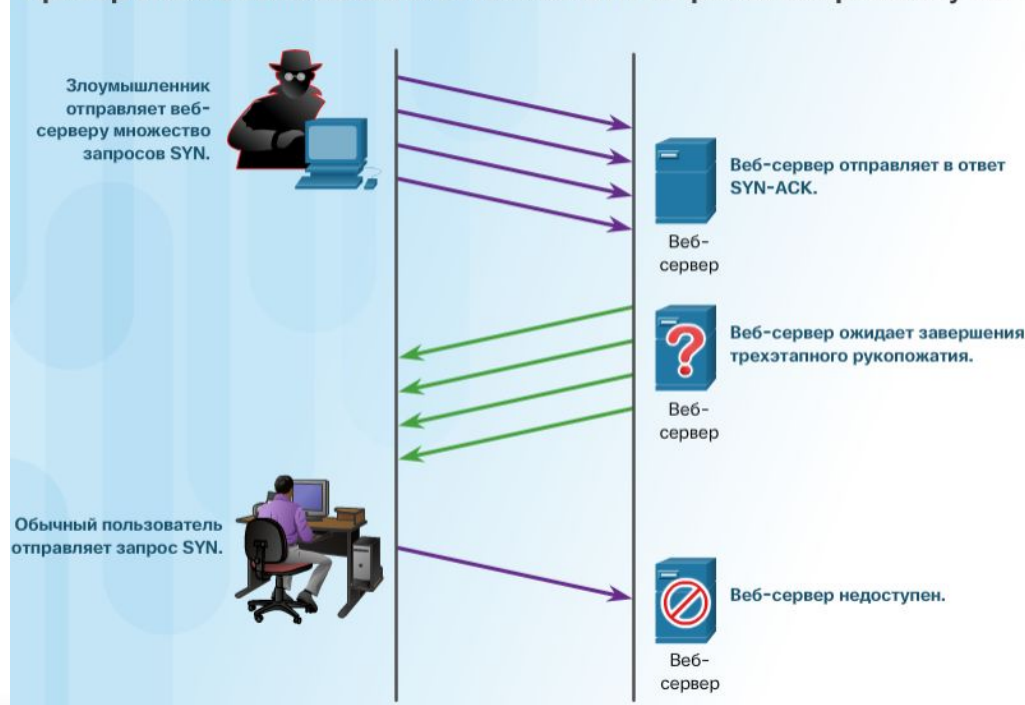 Злоумышленник
отправляет веб-
серверу множество
запросов SYN.
Веб-сервер отправляет в ответ
SYN-ACK.
Веб-
сервер
Веб-сервер ожидает завершения
трехэтапного рукопожатия.
Веб-
сервер
Обычный пользователь
отправляет запрос SYN.
Веб-сервер недоступен.
Веб-
сервер